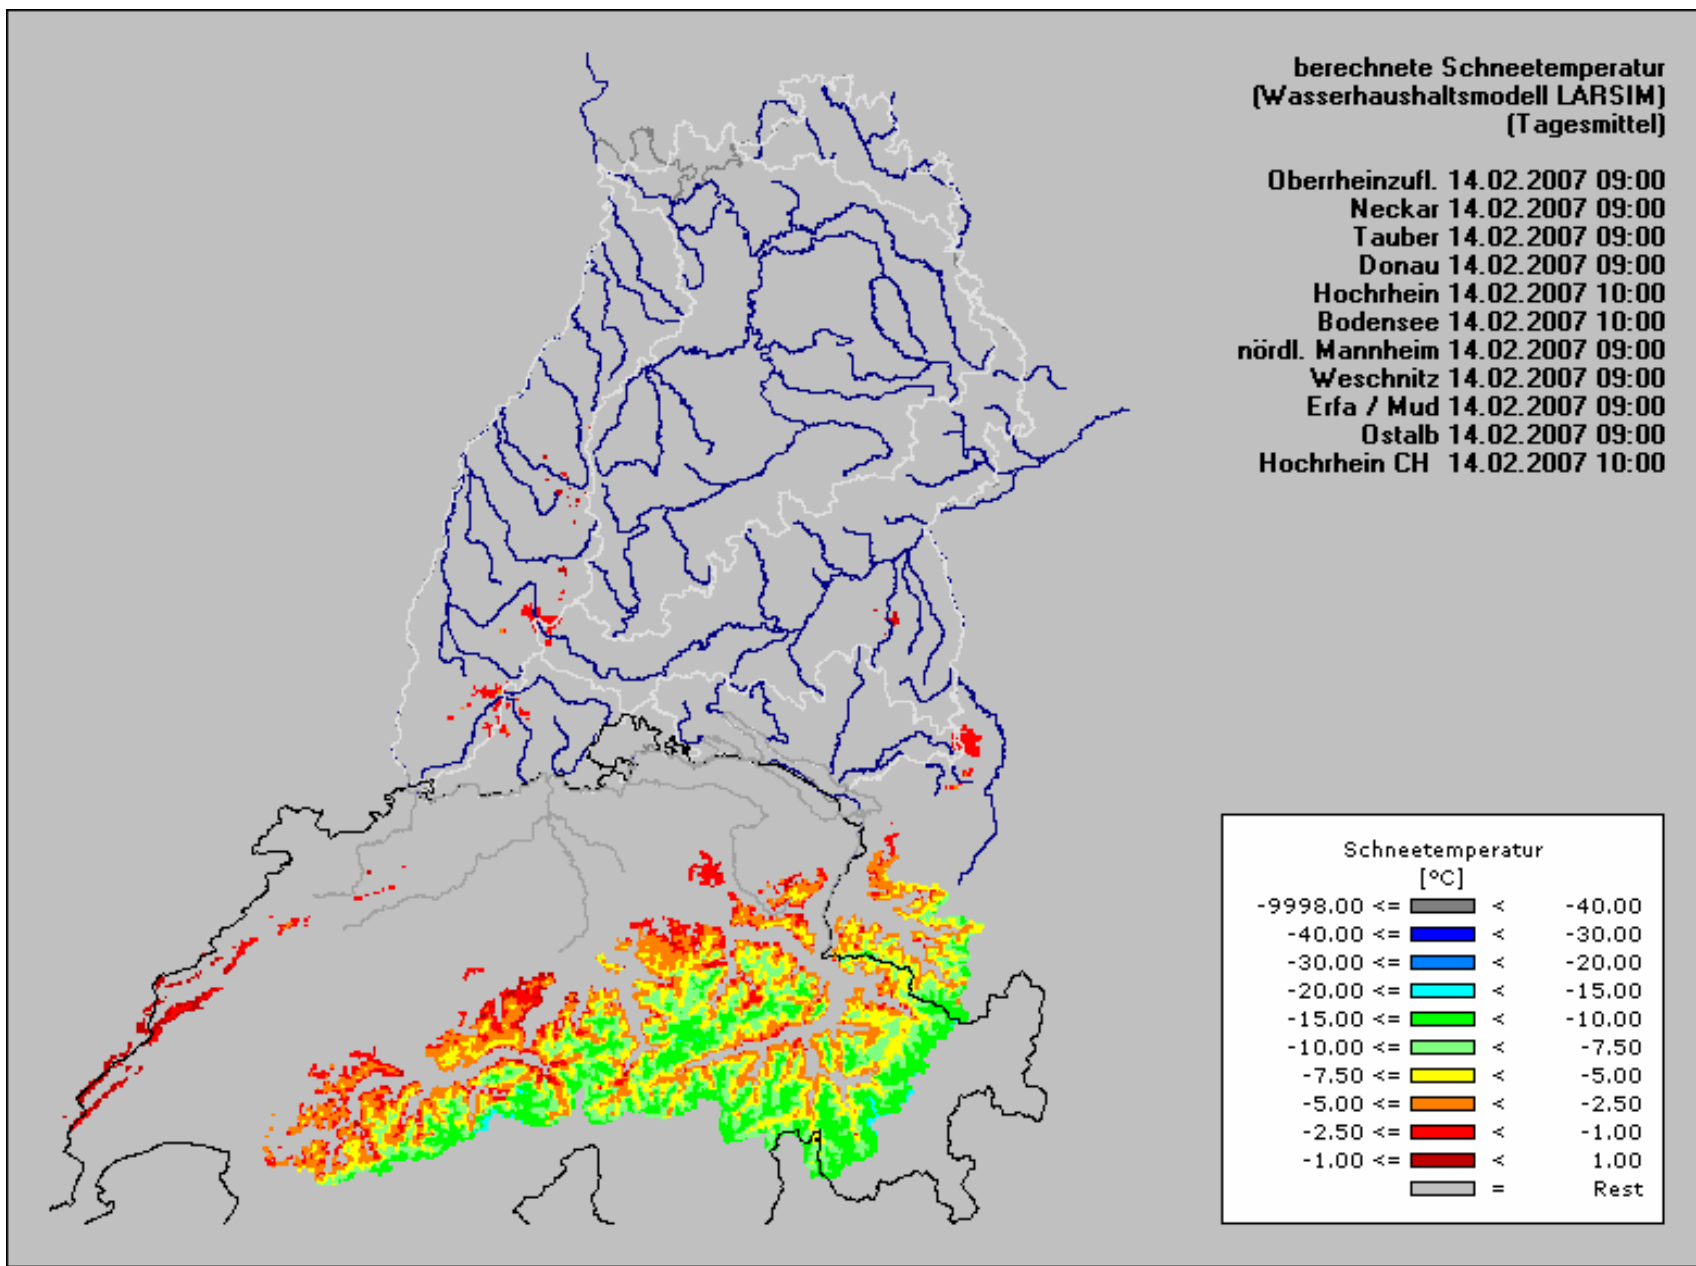 berechnete Schneetemperatur
(Wasserhaushaltsmodell LARSIM)
(Tagesmittel)
Oberrheinzufl. 14.02.2007 09:00
Neckar 14.02.2007 09:00
Tauber 14.02.2007 09:00
Donau 14.02.2007 09:00
Hochrhein 14.02.2007 10:00
Bodensee 14.02.2007 10:00
nördl. Mannheim 14.02.2007 09:00
Weschnitz 14.02.2007 09:00
Erfa / Mud 14.02.2007 09:00
Ostalb 14.02.2007 09:00
Hochrhein CH 14.02.2007 10:00
Schneetemperatur
[°C]
-9998.00 <= < -40.00
-40.00 <= < -30.00
-30.00 <= < -20.00
-20.00 <= < -15.00
-15.00 <= < -10.00
-10.00 <= < -7.50
-7.50 <= < -5.00
-5.00 <= < -2.50
-2.50 <= < -1.00
-1.00 <= < 1.00
= Rest